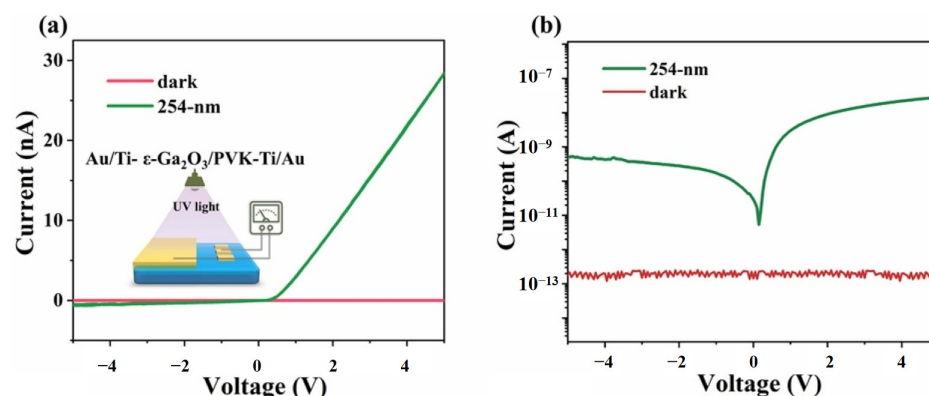 (a)
30
20
10
0
−4
−2
0
2
4
Current (nA)
Voltage (V)
dark
254-nm
Au/Ti- ε-Ga₂O₃/PVK-Ti/Au
UV light
(b)
10⁻⁷
10⁻⁹
10⁻¹¹
10⁻¹³
−4
−2
0
2
4
Current (A)
Voltage (V)
254-nm
dark